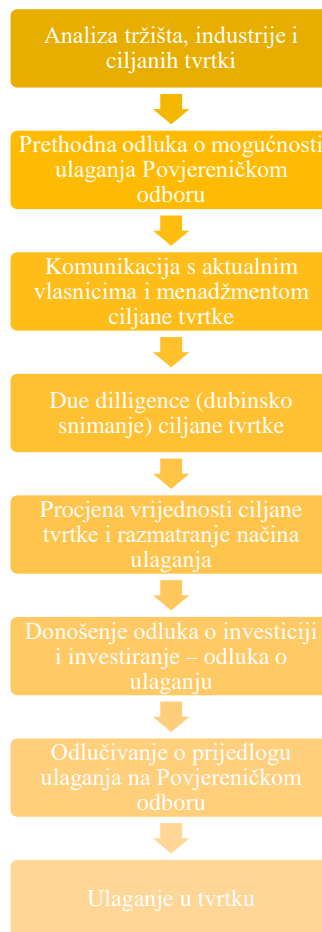 Analiza tržišta, industrije i
ciljanih tvrtki
Prethodna odluka o mogućnosti
ulaganja Povjereničkom
odboru
Komunikacija s aktualnim
vlasnicima i menadžmentom
ciljane tvrtke
Due dilligence (dubinsko
snimanje) ciljane tvrtke
Procjena vrijednosti ciljane
tvrtke i razmatranje načina
ulaganja
Donošenje odluka o investiciji
i investiranje – odluka o
ulaganju
Odlučivanje o prijedlogu
ulaganja na Povjereničkom
odboru
Ulaganje u tvrtku